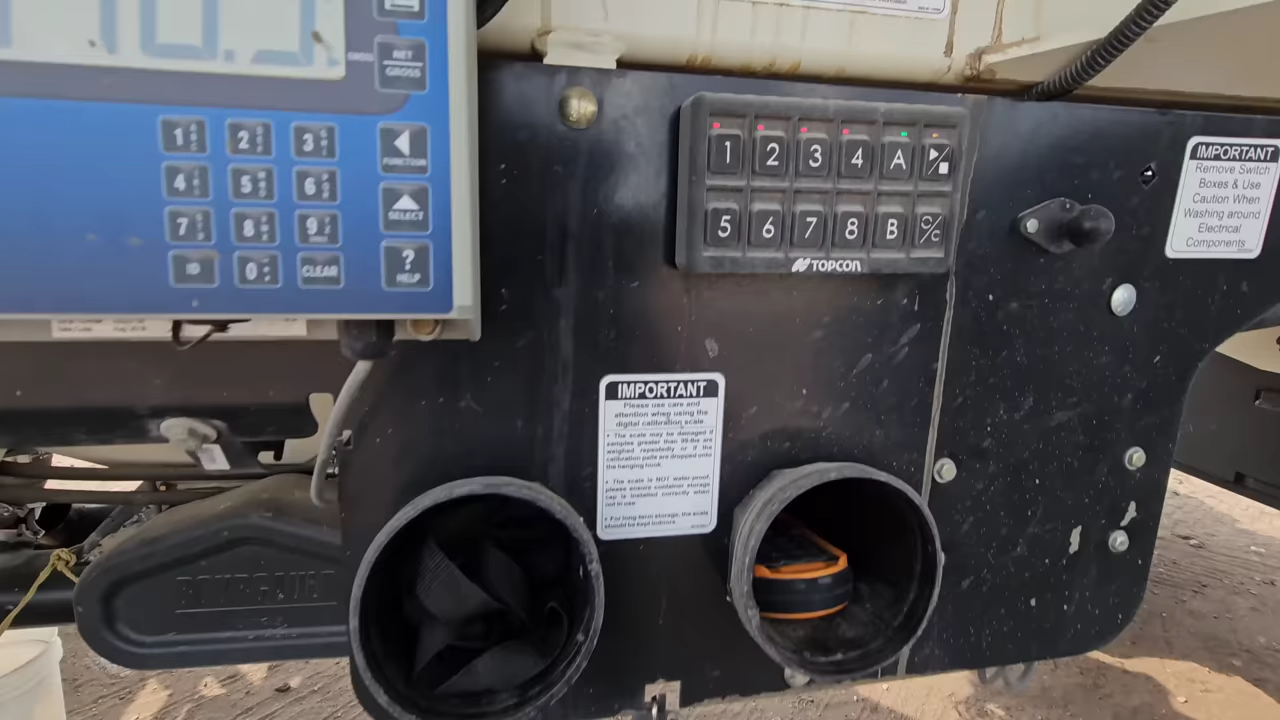 NET
GROSS
GROSS
1
2
3
FUNCTION
4
5
6
SELECT
7
8
9
ID
0
CLEAR
?
HELP
1 2 3 4 A
5 6 7 8 B C/C
TOPCON
IMPORTANT
Remove Switch
Boxes & Use
Caution When
Washing around
Electrical
Components
IMPORTANT
Please use care and
attention when using the
digital calibration scale.
• The scale may be damaged if
samples greater than 99-lbs are
weighed repeatedly or if the
calibration pails are dropped onto
the hanging hook.
• The scale is NOT water-proof,
please ensure container storage
cap is installed correctly when
not in use
• For long-term storage, the scale
should be kept indoors
BOURGAULT